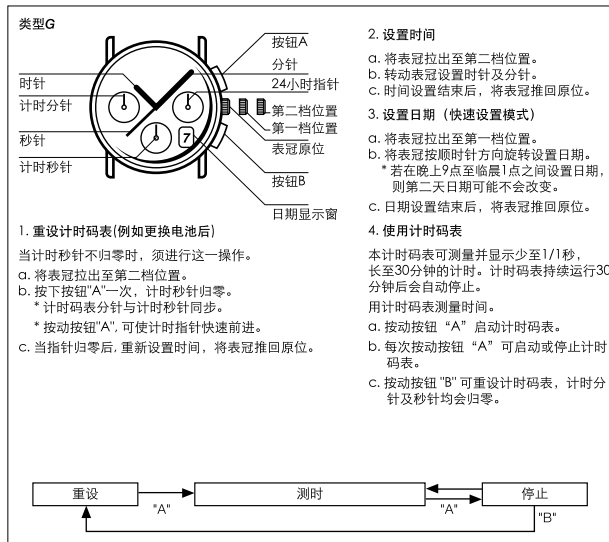 类型G
按钮A
分针
24小时指针
时针
计时分针
第二档位置
第一档位置
秒针
表冠原位
计时秒针
7
按钮B
日期显示窗
1. 重设计时码表(例如更换电池后)
当计时秒针不归零时，须进行这一操作。
a. 将表冠拉出至第二档位置。
b. 按下按钮"A"一次，计时秒针归零。
* 计时码表分针与计时秒针同步。
* 按动按钮"A", 可使计时指针快速前进。
c. 当指针归零后, 重新设置时间，将表冠推回原位。
2. 设置时间
a. 将表冠拉出至第二档位置。
b. 转动表冠设置时针及分针。
c. 时间设置结束后，将表冠推回原位。
3. 设置日期（快速设置模式）
a. 将表冠拉出至第一档位置。
b. 将表冠按顺时针方向旋转设置日期。
* 若在晚上9点至临晨1点之间设置日期，
则第二天日期可能不会改变。
c. 日期设置结束后，将表冠推回原位。
4. 使用计时码表
本计时码表可测量并显示少至1/1秒，
长至30分钟的计时。计时码表持续运行30
分钟后会自动停止。
用计时码表测量时间。
a. 按动按钮“A”启动计时码表。
b. 每次按动按钮“A”可启动或停止计时
码表。
c. 按动按钮 "B" 可重设计时码表，计时分
针及秒针均会归零。
重设
测时
停止
"A"
"A"
"B"